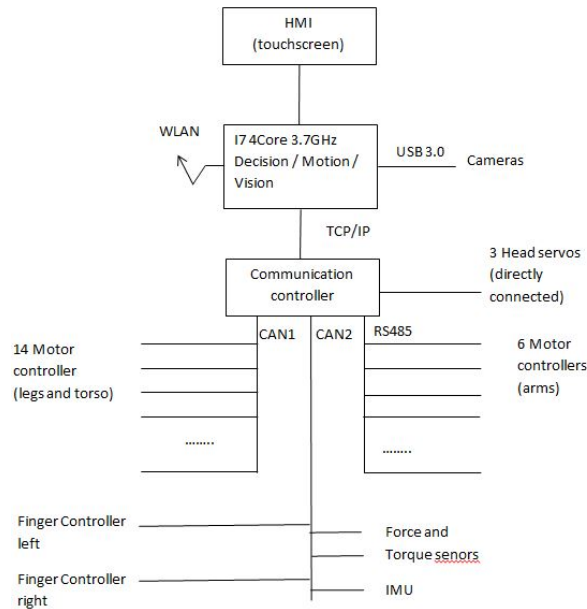 HMI
(touchscreen)
WLAN
I7 4Core 3.7GHz
Decision / Motion /
Vision
USB 3.0
Cameras
TCP/IP
Communication
controller
3 Head servos
(directly
connected)
CAN1
CAN2
RS485
14 Motor
controller
(legs and torso)
........
6 Motor
controllers
(arms)
........
Finger Controller
left
Force and
Torque senors
Finger Controller
right
IMU